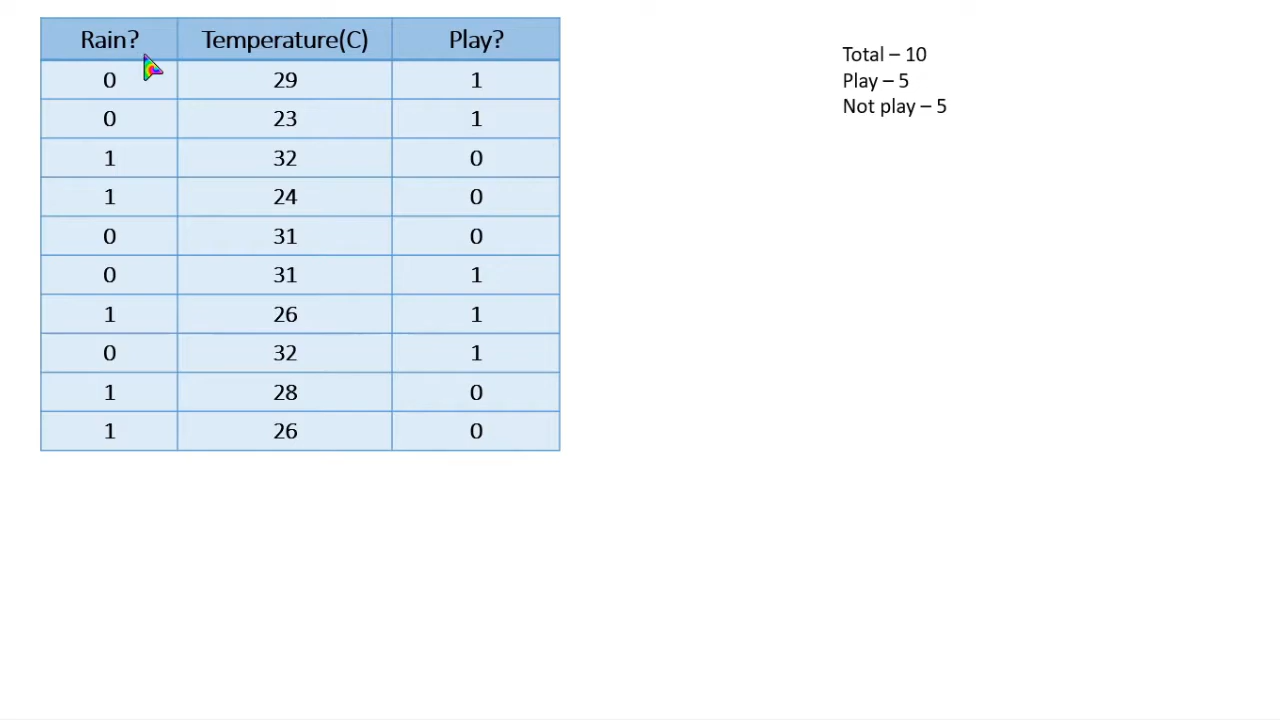 Rain? Temperature(C) Play?
0 29 1
0 23 1
1 32 0
1 24 0
0 31 0
0 31 1
1 26 1
0 32 1
1 28 0
1 26 0
Total – 10
Play – 5
Not play – 5